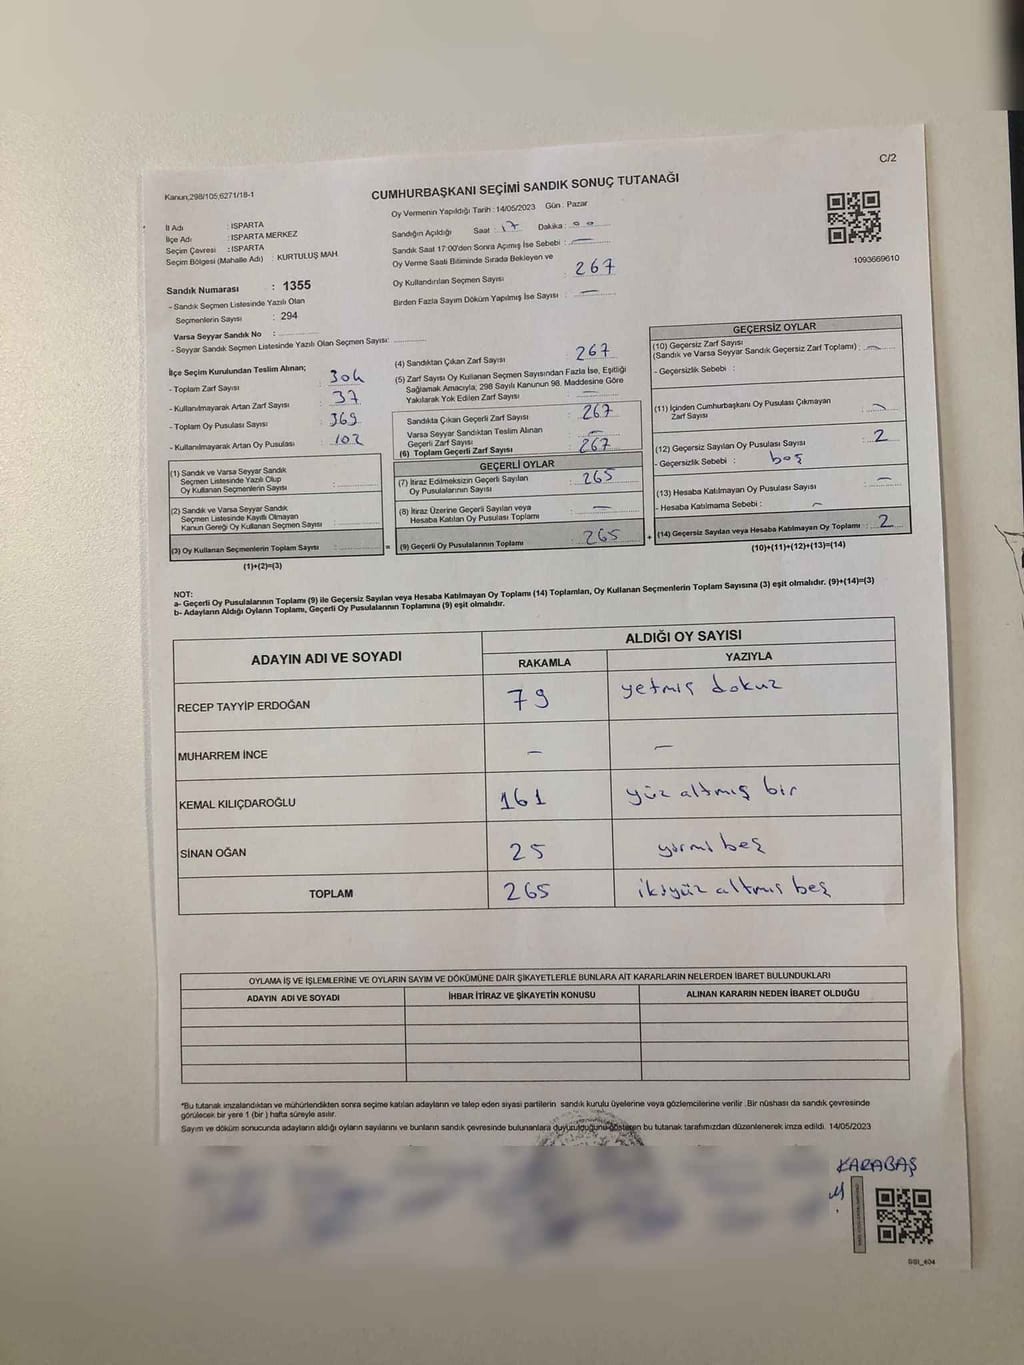 C/2
Kanun,298/105;6271/18-1
CUMHURBAŞKANI SEÇİMİ SANDIK SONUÇ TUTANAĞI
Oy Vermenin Yapıldığı Tarih :14/05/2023 Gün : Pazar
İl Adı : ISPARTA
İlçe Adı : ISPARTA MERKEZ
Seçim Çevresi : ISPARTA
Seçim Bölgesi (Mahalle Adı) : KURTULUŞ MAH.
Sandık Numarası : 1355
- Sandık Seçmen Listesinde Yazılı Olan
Seçmenlerin Sayısı : 294
Varsa Seyyar Sandık No :
- Seyyar Sandık Seçmen Listesinde Yazılı Olan Seçmen Sayısı:
Sandığın Açıldığı Saat : 17 Dakika : 00
Sandık Saat 17:00'den Sonra Açımış İse Sebebi : —
Oy Verme Saati Bitiminde Sırada Bekleyen ve
Oy Kullandırılan Seçmen Sayısı 267
Birden Fazla Sayım Döküm Yapılmış İse Sayısı : —
1093669610
İlçe Seçim Kurulundan Teslim Alınan;
- Toplam Zarf Sayısı 304
- Kullanılmayarak Artan Zarf Sayısı 37
- Toplam Oy Pusulası Sayısı 369
- Kullanılmayarak Artan Oy Pusulası 102
(1) Sandık ve Varsa Seyyar Sandık
Seçmen Listesinde Yazılı Olup
Oy Kullanan Seçmenlerin Sayısı :
(2) Sandık ve Varsa Seyyar Sandık
Seçmen Listesinde Kayıtlı Olmayan
Kanun Gereği Oy Kullanan Seçmen Sayısı :
(3) Oy Kullanan Seçmenlerin Toplam Sayısı :
(1)+(2)=(3)
(4) Sandıktan Çıkan Zarf Sayısı 267
(5) Zarf Sayısı Oy Kullanan Seçmen Sayısından Fazla İse, Eşitliği
Sağlamak Amacıyla; 298 Sayılı Kanunun 98. Maddesine Göre
Yakılarak Yok Edilen Zarf Sayısı : —
Sandıkta Çıkan Geçerli Zarf Sayısı : 267
Varsa Seyyar Sandıktan Teslim Alınan
Geçerli Zarf Sayısı : —
(6) Toplam Geçerli Zarf Sayısı : 267
GEÇERLİ OYLAR
(7) İtiraz Edilmeksizin Geçerli Sayılan
Oy Pusulalarının Sayısı : 265
(8) İtiraz Üzerine Geçerli Sayılan veya
Hesaba Katılan Oy Pusulası Toplamı : —
= (9) Geçerli Oy Pusulalarının Toplamı : 265 +
GEÇERSİZ OYLAR
(10) Geçersiz Zarf Sayısı
(Sandık ve Varsa Seyyar Sandık Geçersiz Zarf Toplamı) : —
- Geçersizlik Sebebi :
(11) İçinden Cumhurbaşkanı Oy Pusulası Çıkmayan
Zarf Sayısı : —
(12) Geçersiz Sayılan Oy Pusulası Sayısı : 2
- Geçersizlik Sebebi : boş
(13) Hesaba Katılmayan Oy Pusulası Sayısı : —
- Hesaba Katılmama Sebebi : —
(14) Geçersiz Sayılan veya Hesaba Katılmayan Oy Toplamı : 2
(10)+(11)+(12)+(13)=(14)
NOT:
a- Geçerli Oy Pusulalarının Toplamı (9) ile Geçersiz Sayılan veya Hesaba Katılmayan Oy Toplamı (14) Toplamları, Oy Kullanan Seçmenlerin Toplam Sayısına (3) eşit olmalıdır. (9)+(14)=(3)
b- Adayların Aldığı Oyların Toplamı, Geçerli Oy Pusulalarının Toplamına (9) eşit olmalıdır.
ADAYIN ADI VE SOYADI ALDIĞI OY SAYISI
RAKAMLA YAZIYLA
RECEP TAYYİP ERDOĞAN 79 yetmiş dokuz
MUHARREM İNCE — —
KEMAL KILIÇDAROĞLU 161 yüz altmış bir
SİNAN OĞAN 25 yirmi beş
TOPLAM 265 ikiyüz altmış beş
OYLAMA İŞ VE İŞLEMLERİNE VE OYLARIN SAYIM VE DÖKÜMÜNE DAİR ŞİKAYETLERLE BUNLARA AİT KARARLARIN NELERDEN İBARET BULUNDUKLARI
ADAYIN ADI VE SOYADI İHBAR İTİRAZ VE ŞİKAYETİN KONUSU ALINAN KARARIN NEDEN İBARET OLDUĞU
*Bu tutanak imzalandıktan ve mühürlendikten sonra seçime katılan adayların ve talep eden siyasi partilerin sandık kurulu üyelerine veya gözlemcilerine verilir .Bir nüshası da sandık çevresinde
görülecek bir yere 1 (bir ) hafta süreyle asılır.
Sayım ve döküm sonucunda adayların aldığı oyların sayılarını ve bunların sandık çevresinde bulunanlara duyurulduğunu gösteren bu tutanak tarafımızdan düzenlenerek imza edildi. 14/05/2023
KARABAŞ